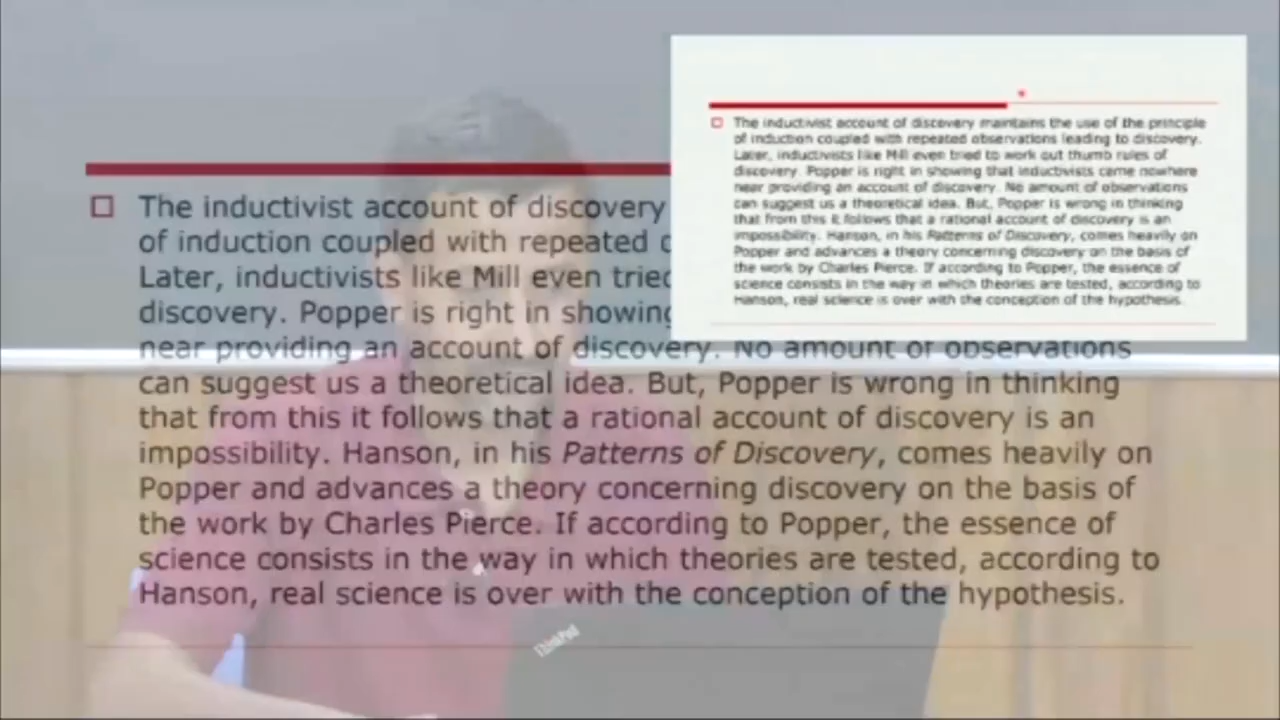 The inductivist account of discovery
of induction coupled with repeated
Later, inductivists like Mill even tried
discovery. Popper is right in showing
near providing an account of discovery. No amount of observations
can suggest us a theoretical idea. But, Popper is wrong in thinking
that from this it follows that a rational account of discovery is an
impossibility. Hanson, in his Patterns of Discovery, comes heavily on
Popper and advances a theory concerning discovery on the basis of
the work by Charles Pierce. If according to Popper, the essence of
science consists in the way in which theories are tested, according to
Hanson, real science is over with the conception of the hypothesis.
ThinkPad
The inductivist account of discovery maintains the use of the principle
of induction coupled with repeated observations leading to discovery.
Later, inductivists like Mill even tried to work out thumb rules of
discovery. Popper is right in showing that inductivists came nowhere
near providing an account of discovery. No amount of observations
can suggest us a theoretical idea. But, Popper is wrong in thinking
that from this it follows that a rational account of discovery is an
impossibility. Hanson, in his Patterns of Discovery, comes heavily on
Popper and advances a theory concerning discovery on the basis of
the work by Charles Pierce. If according to Popper, the essence of
science consists in the way in which theories are tested, according to
Hanson, real science is over with the conception of the hypothesis.